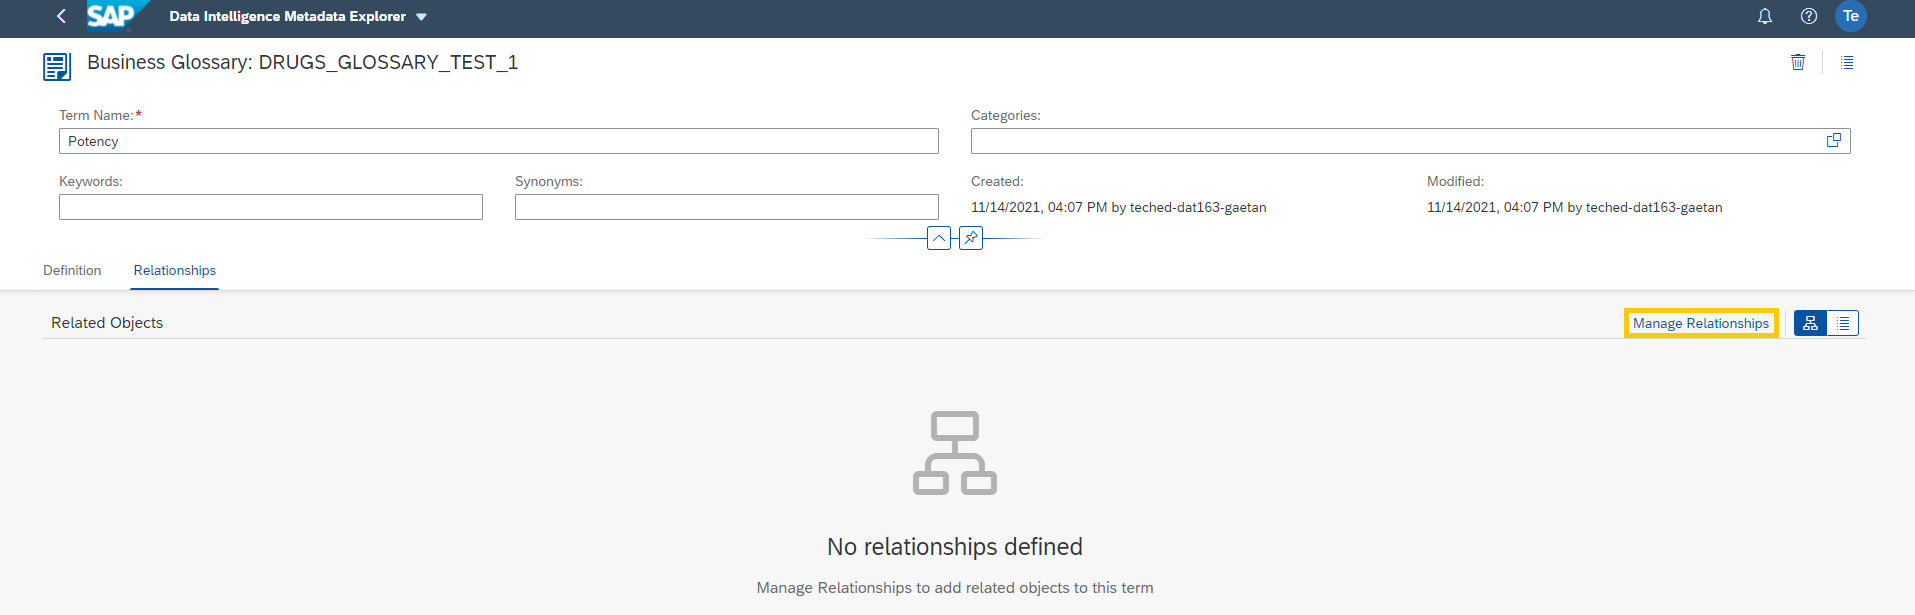 SAP Data Intelligence Metadata Explorer Te
Business Glossary: DRUGS_GLOSSARY_TEST_1
Term Name:* Categories:
Potency
Keywords: Synonyms: Created: Modified:
11/14/2021, 04:07 PM by teched-dat163-gaetan 11/14/2021, 04:07 PM by teched-dat163-gaetan
Definition Relationships
Related Objects Manage Relationships
No relationships defined
Manage Relationships to add related objects to this term